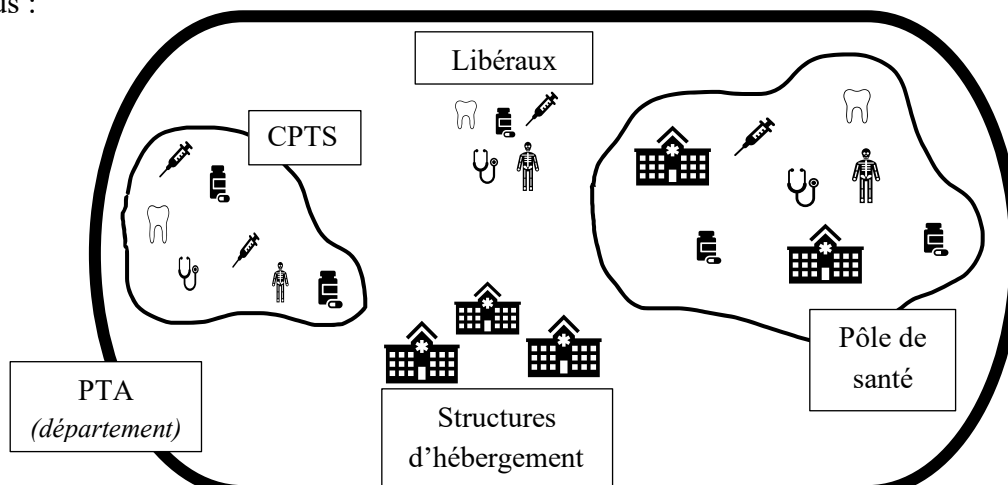 us :
Libéraux
CPTS
PTA
(département)
Structures
d’hébergement
Pôle de
santé